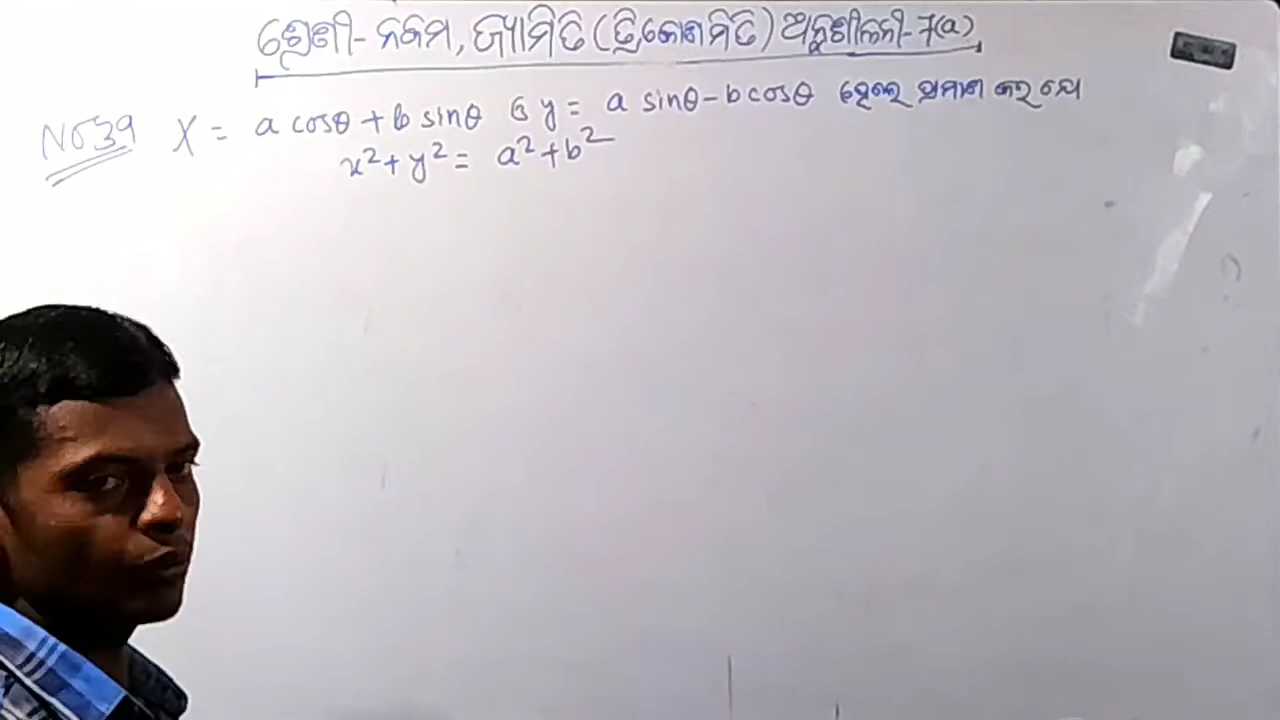 ଶ୍ରେଣୀ- ନବମ, ଜ୍ୟାମିତି (ତ୍ରିକୋଣମିତି) ଅନୁଶୀଳନୀ-7(a)
NO39 X = a cosθ + b sinθ ଓ y = a sinθ - b cosθ ହେଲେ ପ୍ରମାଣ କର ଯେ
x² + y² = a² + b²